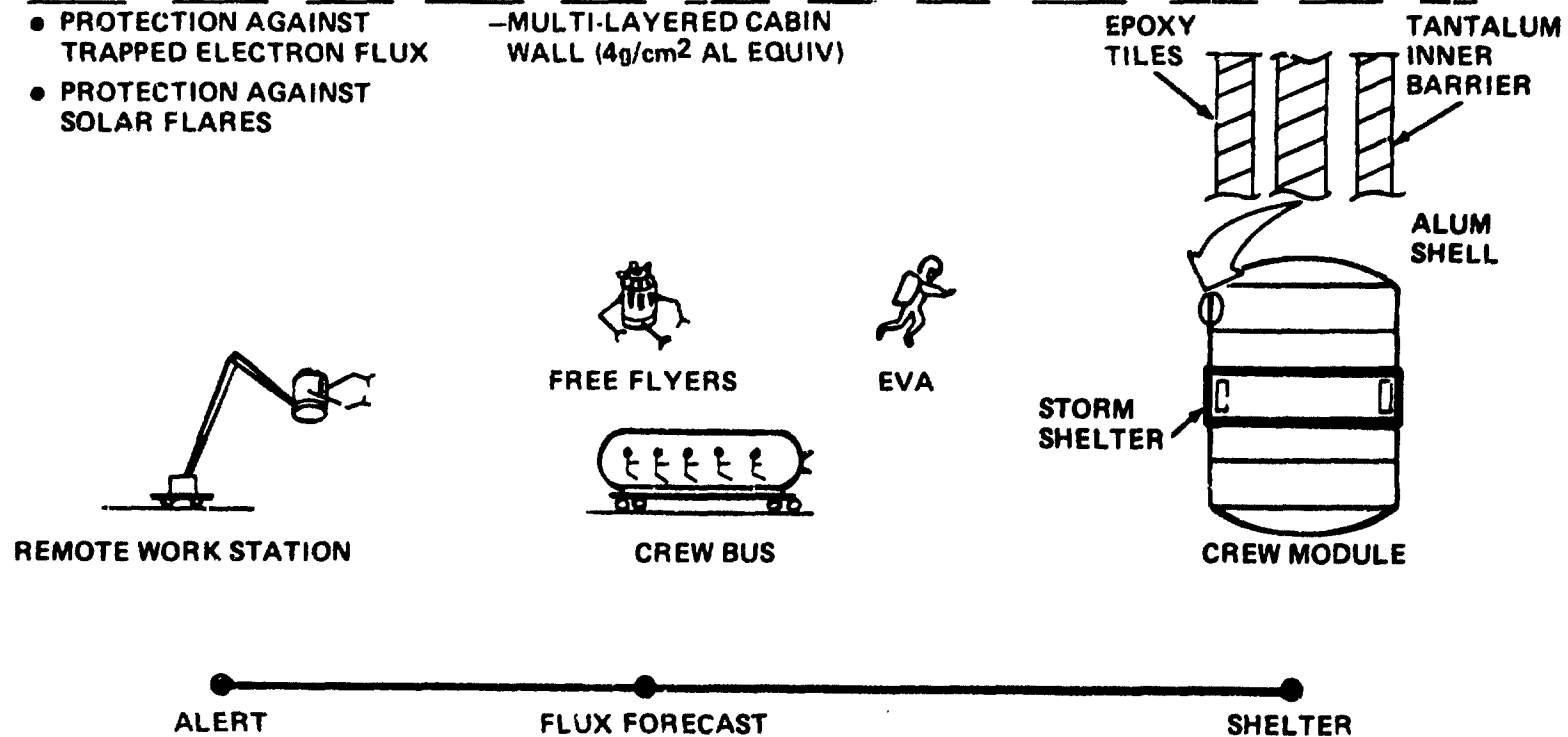 ● PROTECTION AGAINST
TRAPPED ELECTRON FLUX
–MULTI-LAYERED CABIN
WALL (4g/cm² AL EQUIV)
● PROTECTION AGAINST
SOLAR FLARES
EPOXY
TILES
TANTALUM
INNER
BARRIER
ALUM
SHELL
FREE FLYERS
EVA
STORM
SHELTER
REMOTE WORK STATION
CREW BUS
CREW MODULE
ALERT
FLUX FORECAST
SHELTER